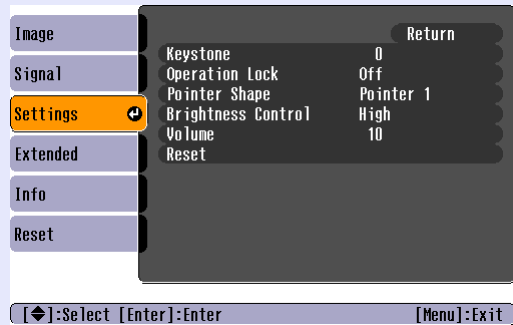 Image
Signal
Settings
Extended
Info
Reset
Return
Keystone 0
Operation Lock Off
Pointer Shape Pointer 1
Brightness Control High
Volume 10
Reset
[◆]:Select [Enter]:Enter [Menu]:Exit